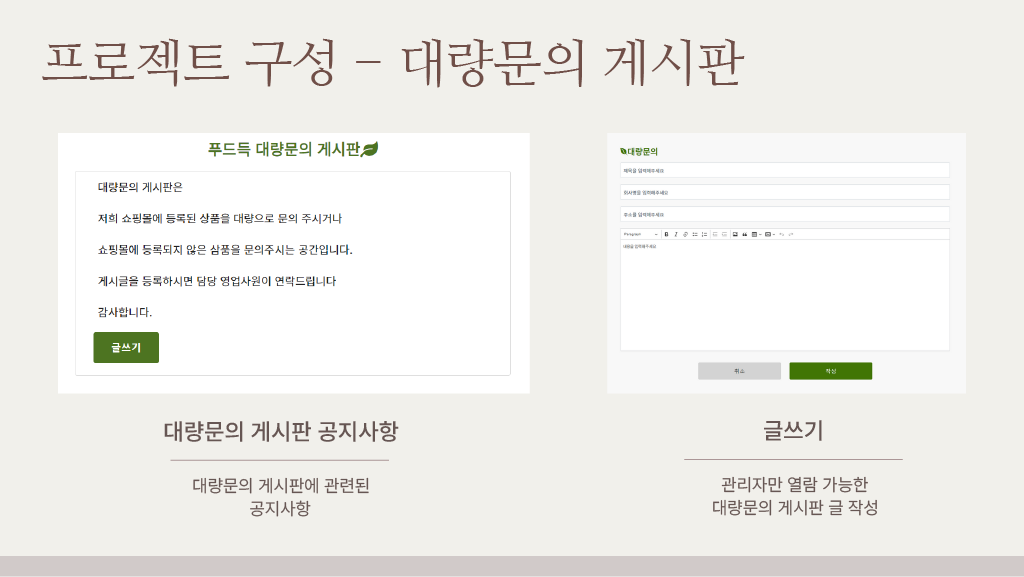 프로젝트 구성 - 대량문의 게시판
푸드득 대량문의 게시판
대량문의 게시판은
저희 쇼핑몰에 등록된 상품을 대량으로 문의 주시거나
쇼핑몰에 등록되지 않은 삼품을 문의주시는 공간입니다.
게시글을 등록하시면 담당 영업사원이 연락드립니다
감사합니다.
글쓰기
대량문의 게시판 공지사항
대량문의 게시판에 관련된
공지사항
대량문의
제목을 입력해주세요
회사명을 입력해주세요
주소를 입력해주세요
Paragraph
내용을 입력해주세요
취소
작성
글쓰기
관리자만 열람 가능한
대량문의 게시판 글 작성